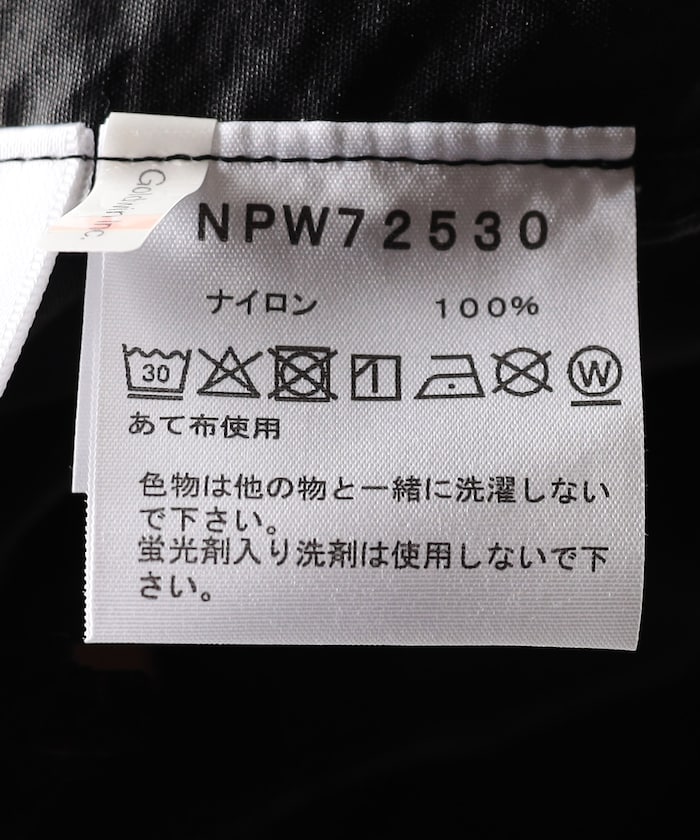 Goldwin Inc.
NPW72530
ナイロン 100%
30 W
あて布使用
色物は他の物と一緒に洗濯しない
で下さい。
蛍光剤入り洗剤は使用しないで下
さい。